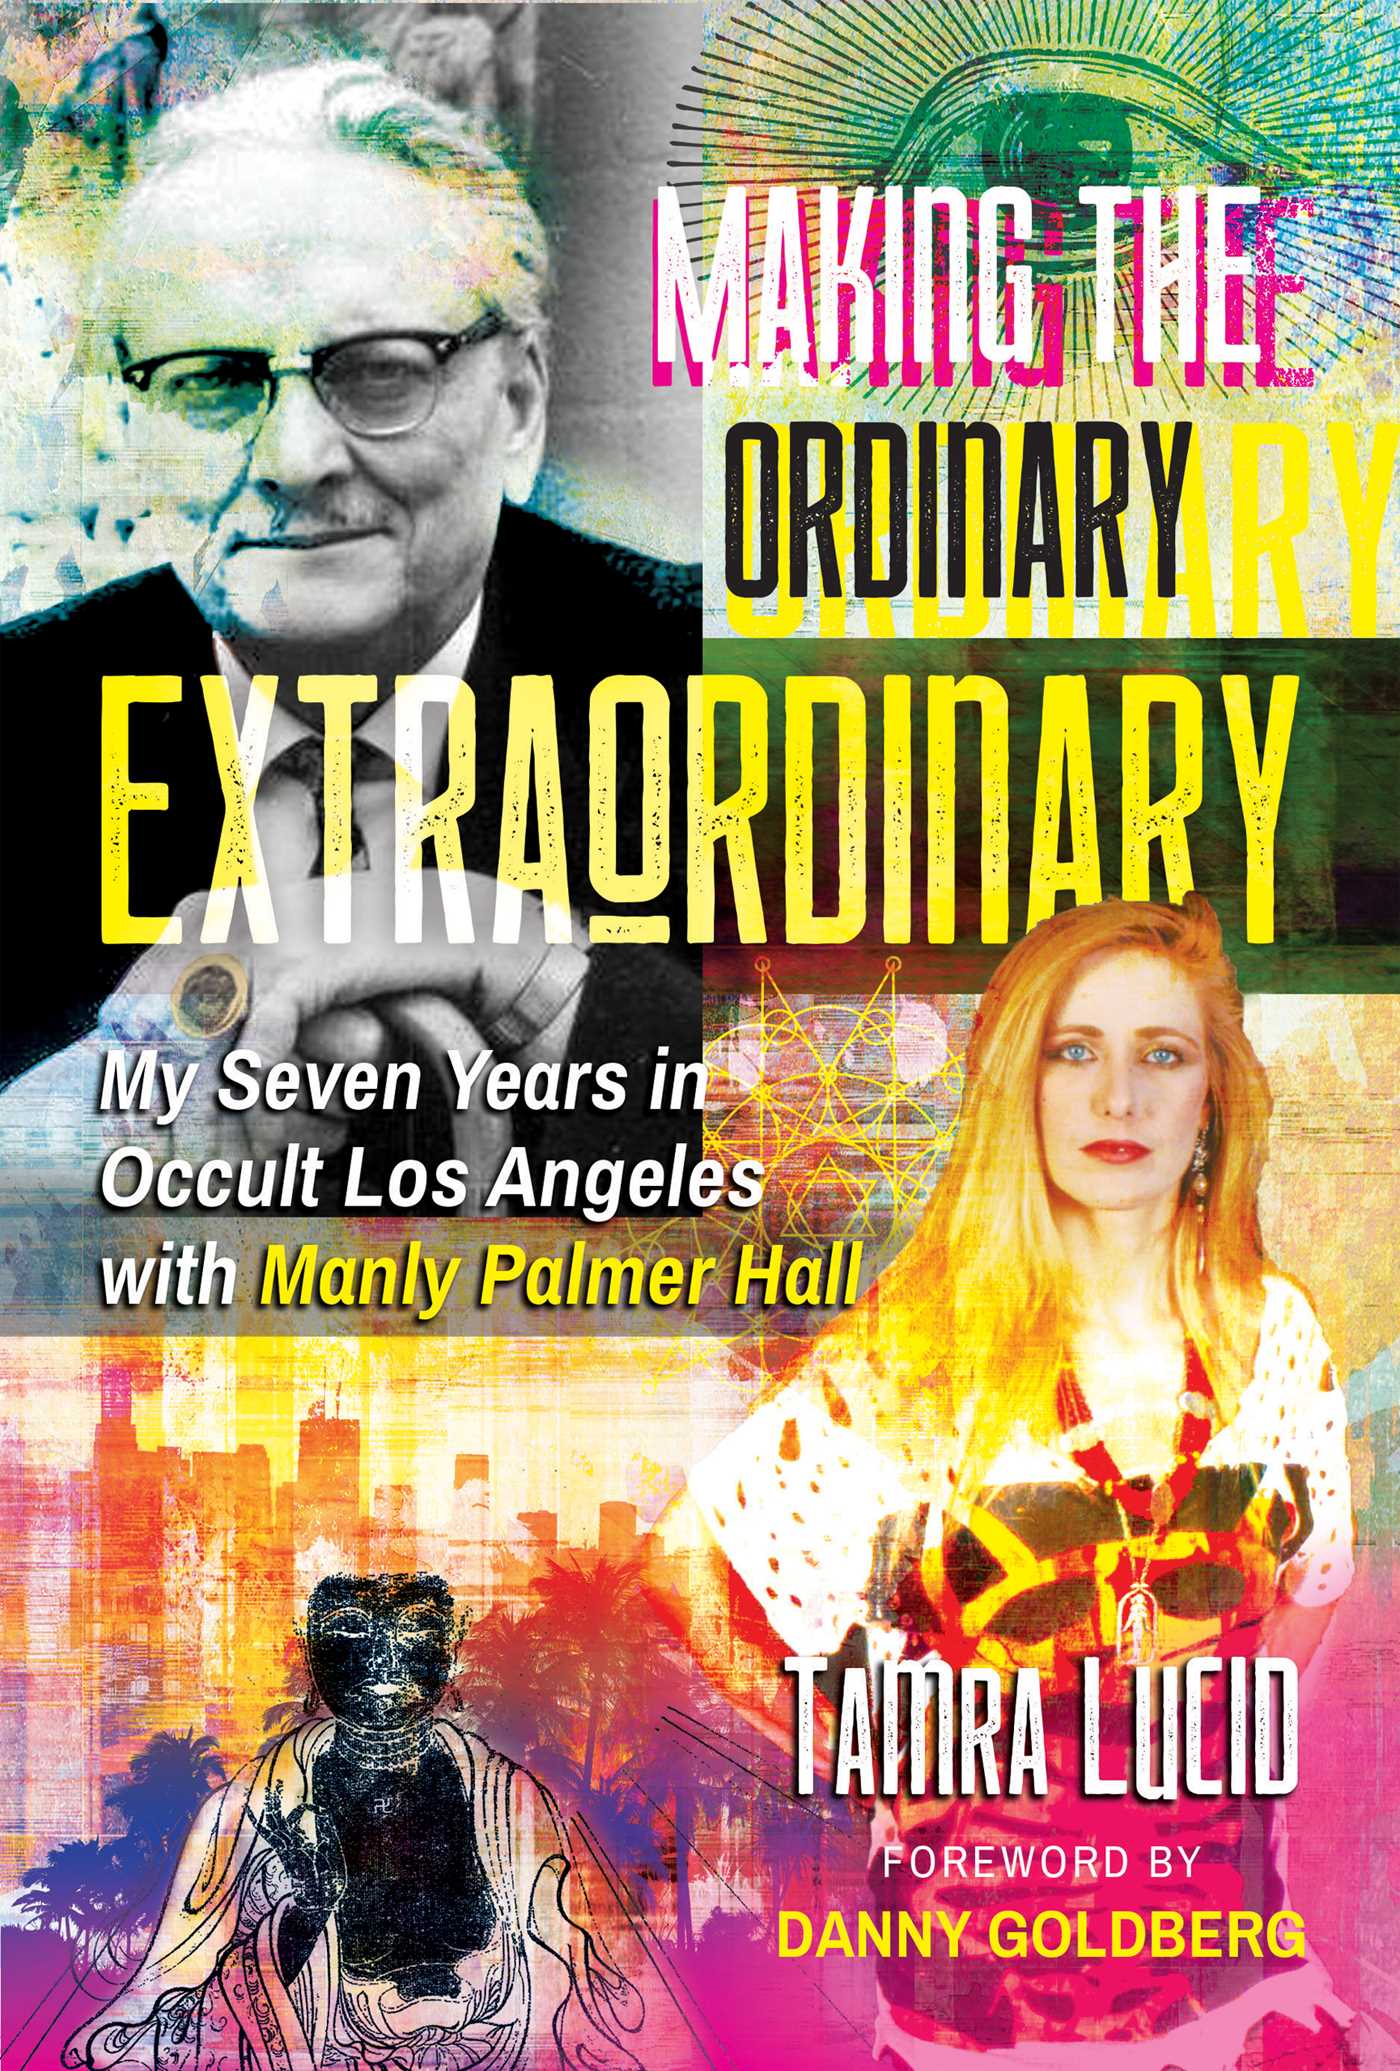 MAKING THE
ORDINARY
EXTRAORDINARY
My Seven Years in
Occult Los Angeles
with Manly Palmer Hall
TAMRA LUCID
FOREWORD BY
DANNY GOLDBERG